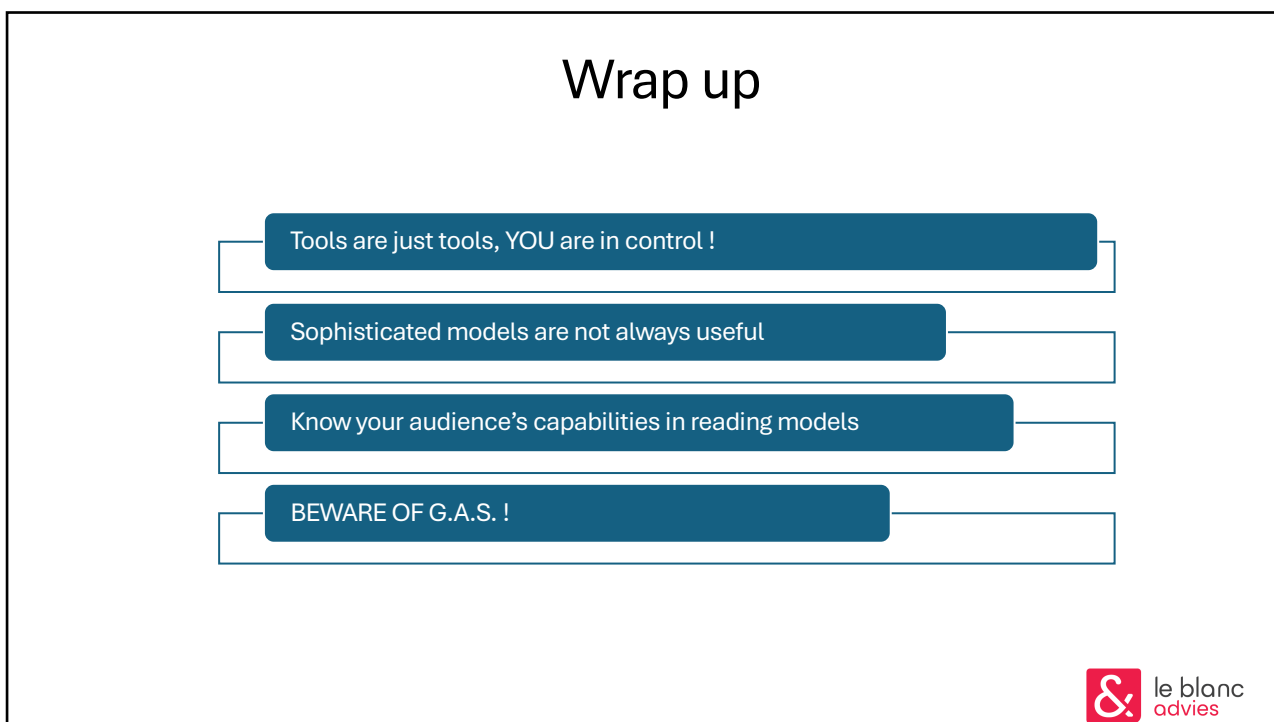 Wrap up
Tools are just tools, YOU are in control !
Sophisticated models are not always useful
Know your audience’s capabilities in reading models
BEWARE OF G.A.S. !
& le blanc
advies